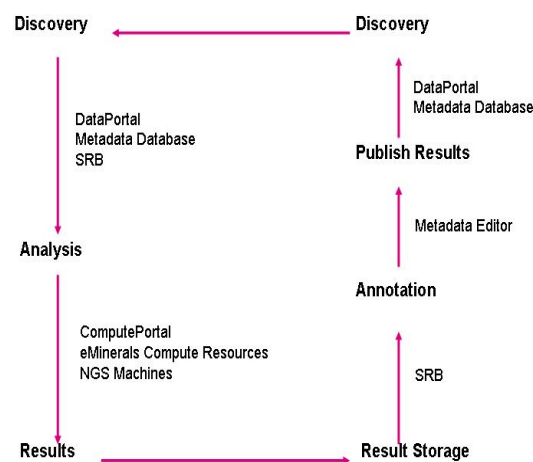 Discovery
Discovery
DataPortal
Metadata Database
SRB
DataPortal
Metadata Database
Publish Results
Metadata Editor
Analysis
Annotation
ComputePortal
eMinerals Compute Resources
NGS Machines
SRB
Results
Result Storage